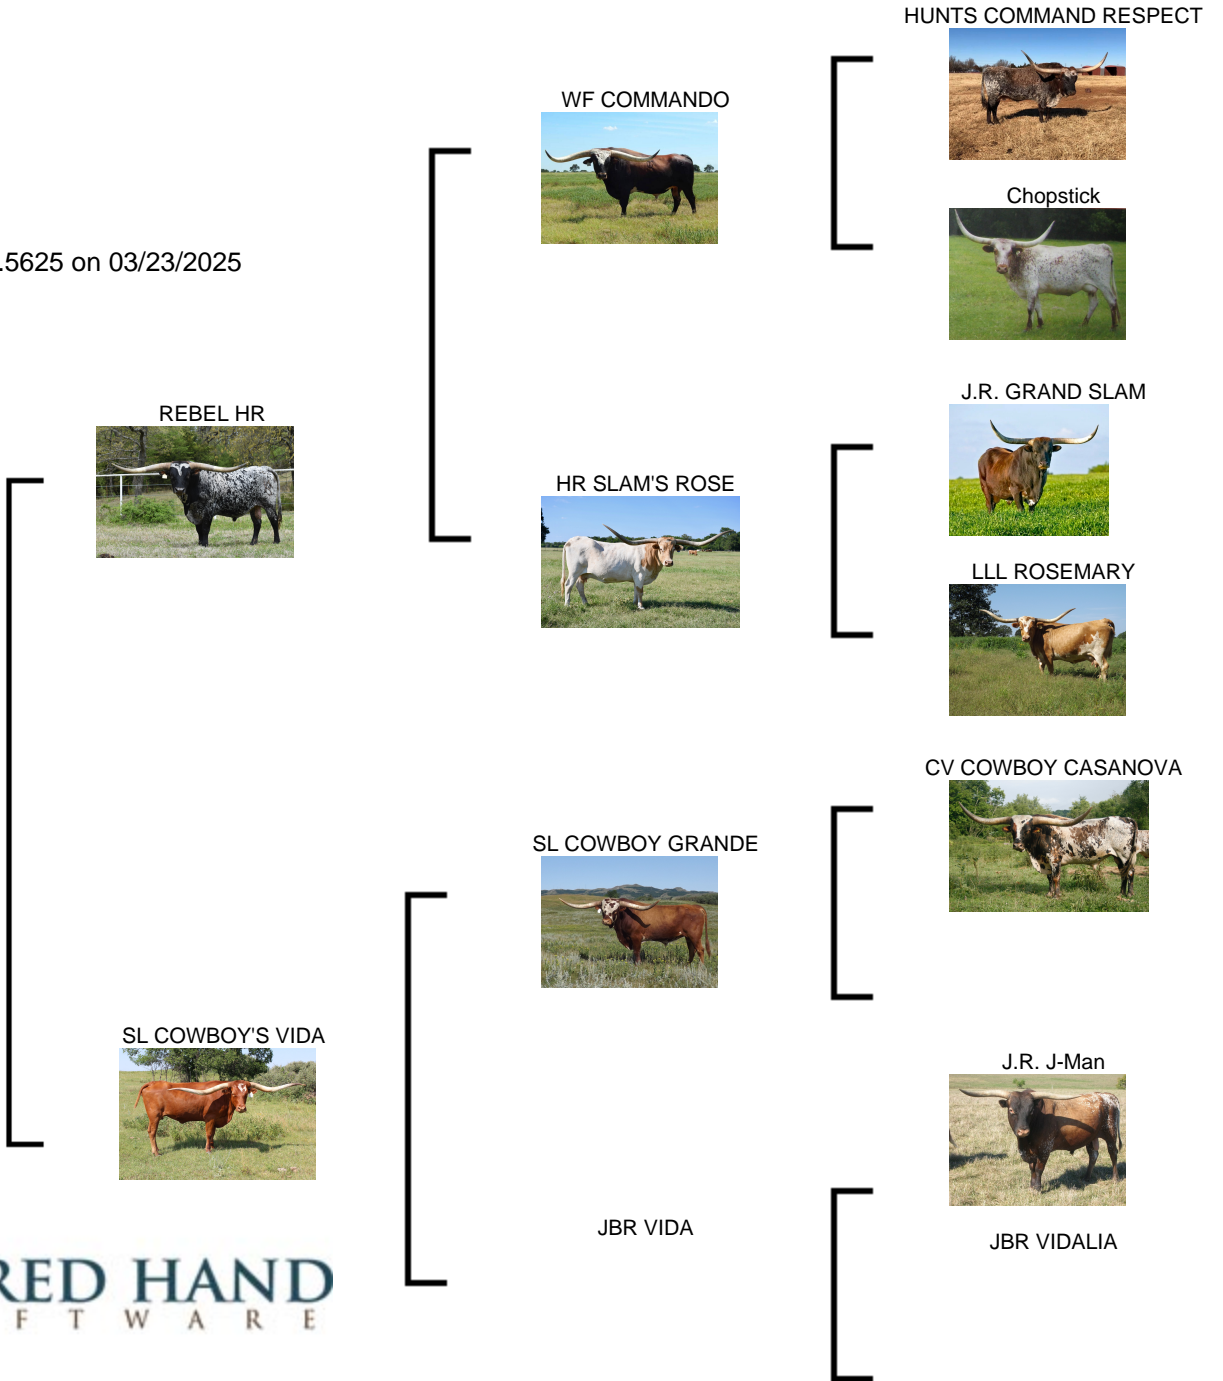 HUNTS COMMAND RESPECT
WF COMMANDO
Chopstick
.5625 on 03/23/2025
J.R. GRAND SLAM
REBEL HR
HR SLAM'S ROSE
LLL ROSEMARY
CV COWBOY CASANOVA
SL COWBOY GRANDE
SL COWBOY'S VIDA
J.R. J-Man
JBR VIDA
JBR VIDALIA
RED HAND
F T W A R E